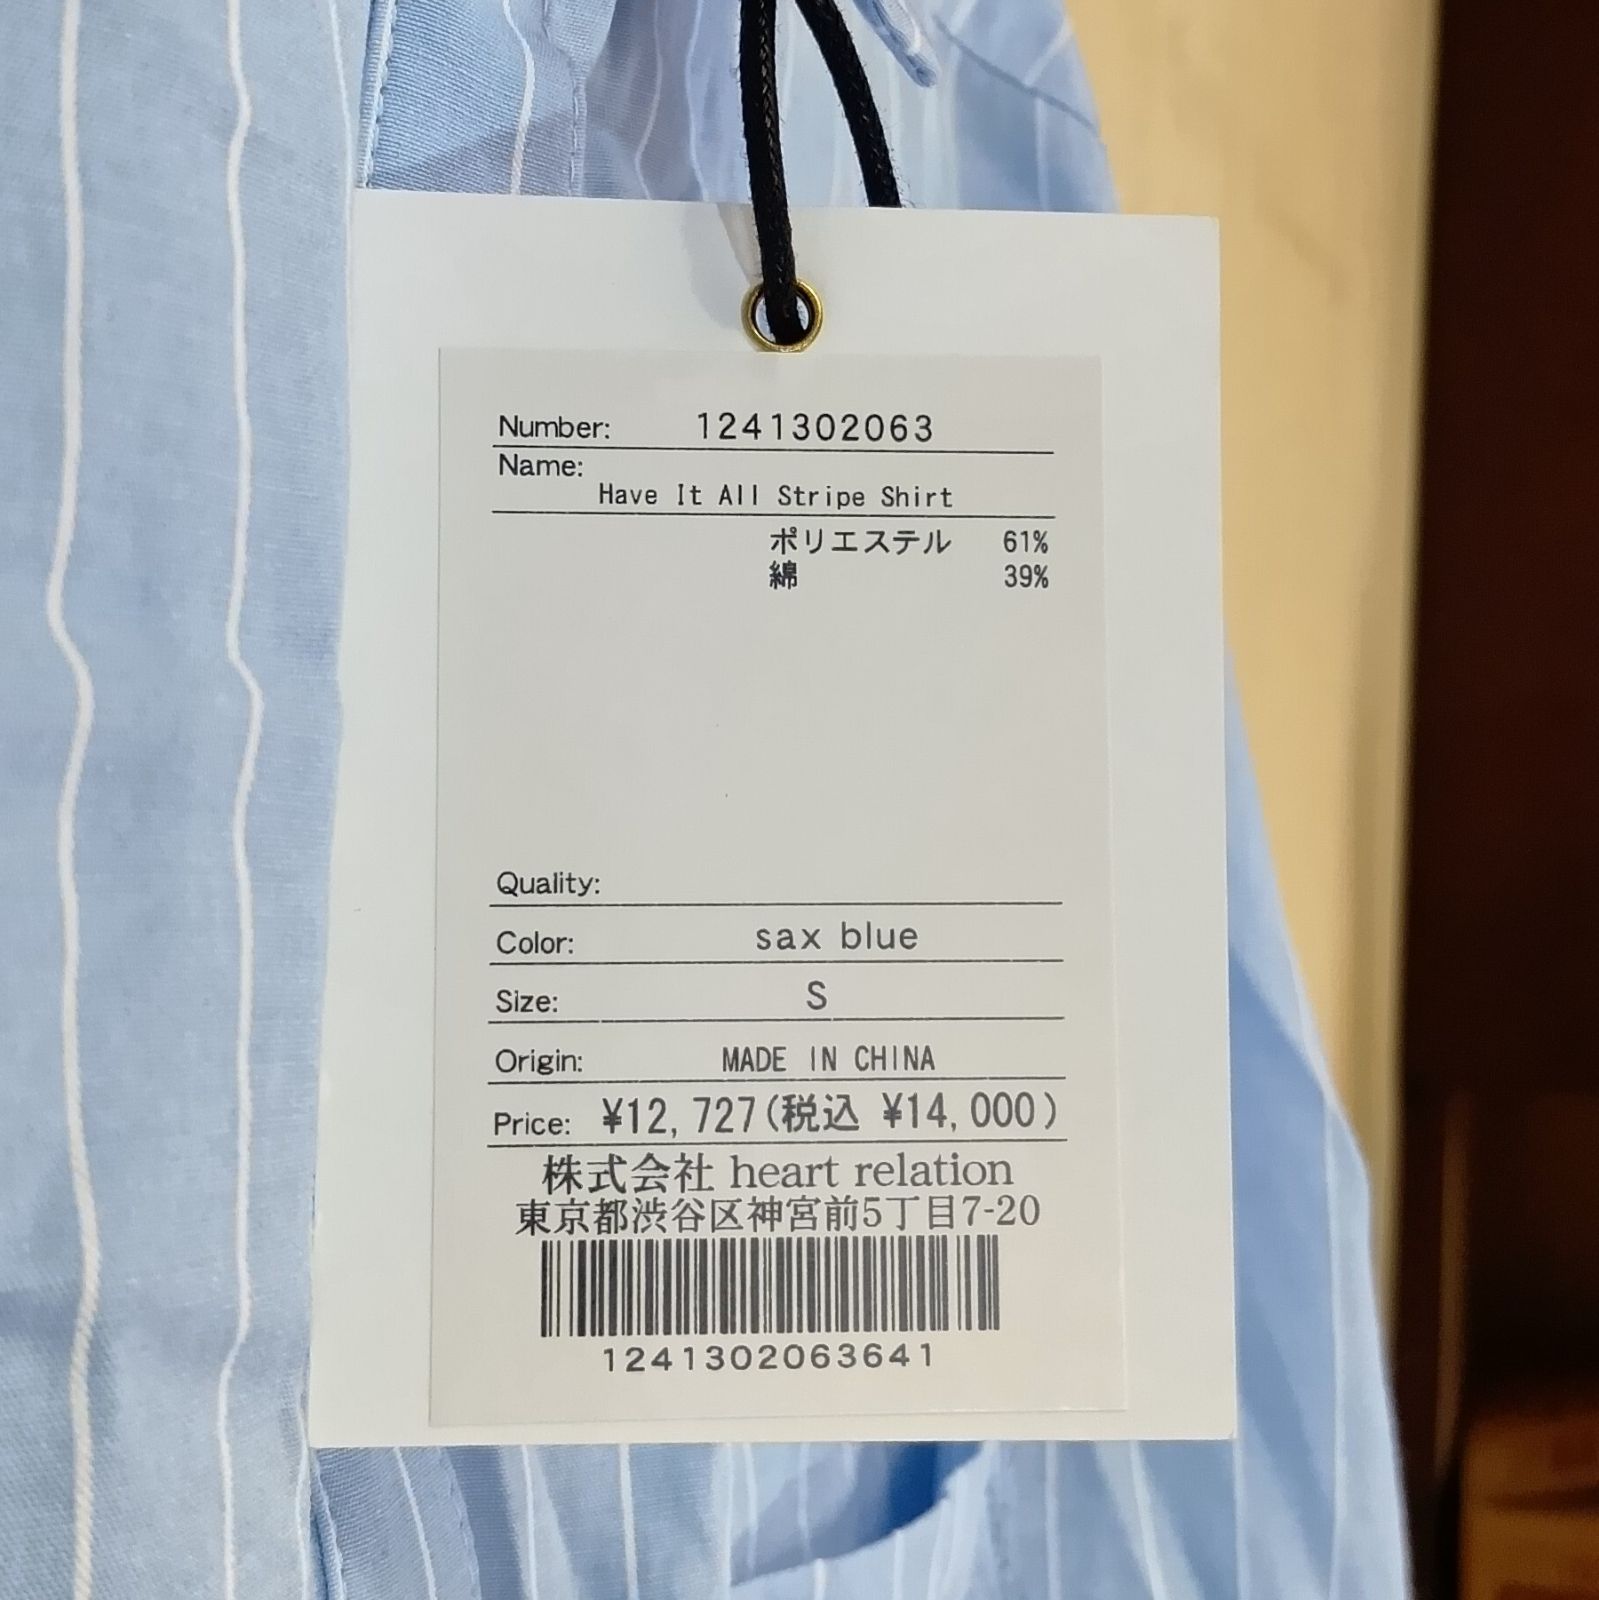 Number: 1241302063
Name:
Have It All Stripe Shirt
ポリエステル 61%
綿 39%
Quality:
Color: sax blue
Size: S
Origin: MADE IN CHINA
Price: ¥12,727(税込 ¥14,000)
株式会社 heart relation
東京都渋谷区神宮前5丁目7-20
1241302063641